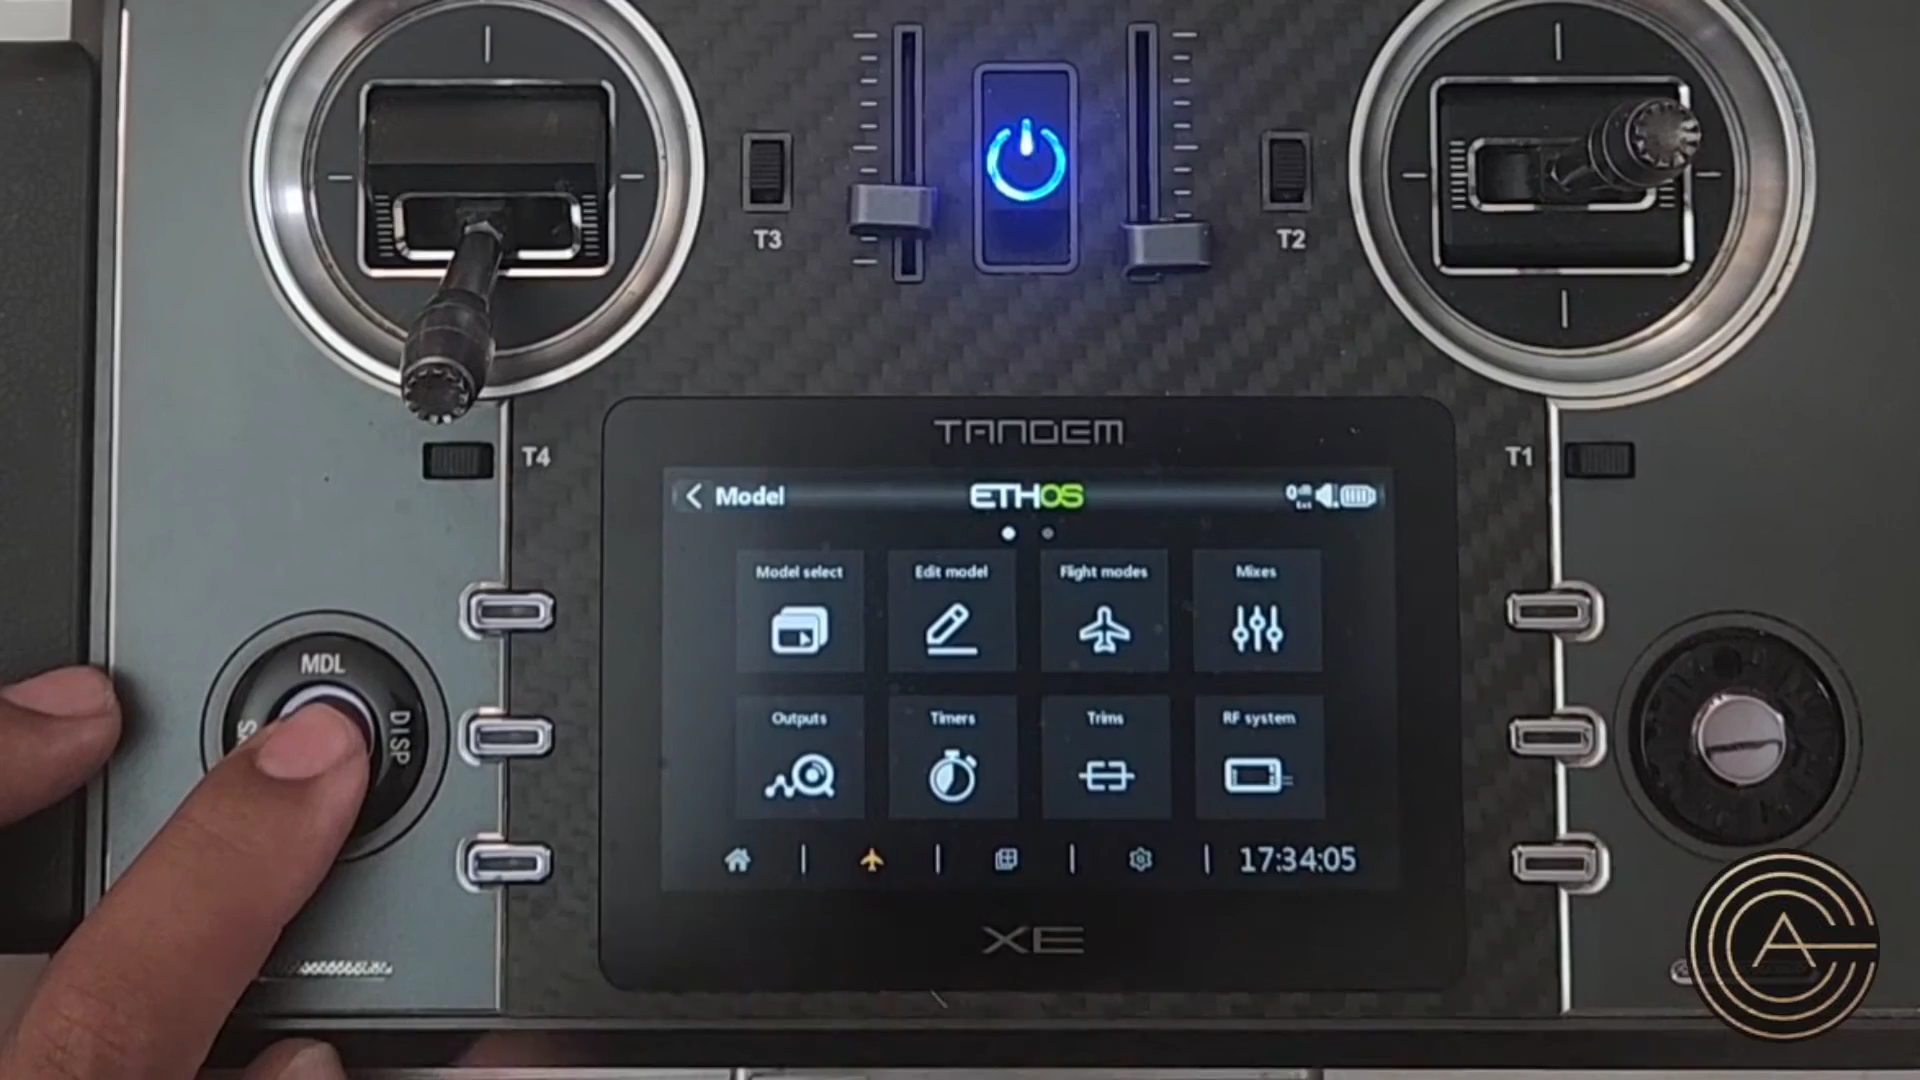 T3
T2
TANDEM
T4
T1
Model
ETHOS
Model select
Edit model
Flight modes
Mixes
MDL
DISP
Outputs
Timers
Trims
RF system
17:34:05
XE